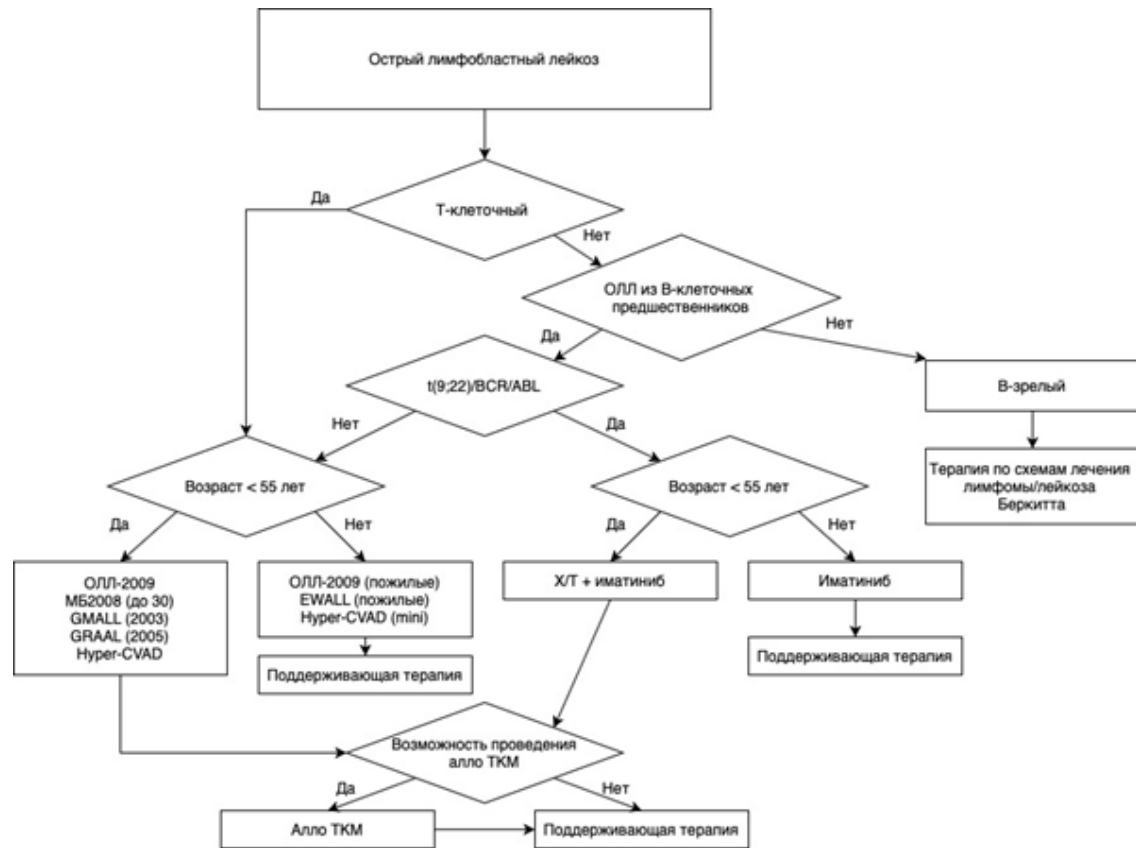 Острый лимфобластный лейкоз
Да
Т-клеточный
Нет
ОЛЛ из В-клеточных
предшественников
Да
Нет
t(9;22)/BCR/ABL
В-зрелый
Нет
Да
Терапия по схемам лечения
лимфомы/лейкоза
Беркитта
Возраст < 55 лет
Возраст < 55 лет
Да
Нет
Да
Нет
ОЛЛ-2009
МБ2008 (до 30)
GMALL (2003)
GRAAL (2005)
Hyper-CVAD
ОЛЛ-2009 (пожилые)
EWALL (пожилые)
Hyper-CVAD (mini)
Х/Т + иматиниб
Иматиниб
Поддерживающая терапия
Поддерживающая терапия
Возможность проведения
алло ТКМ
Да
Нет
Алло ТКМ
Поддерживающая терапия